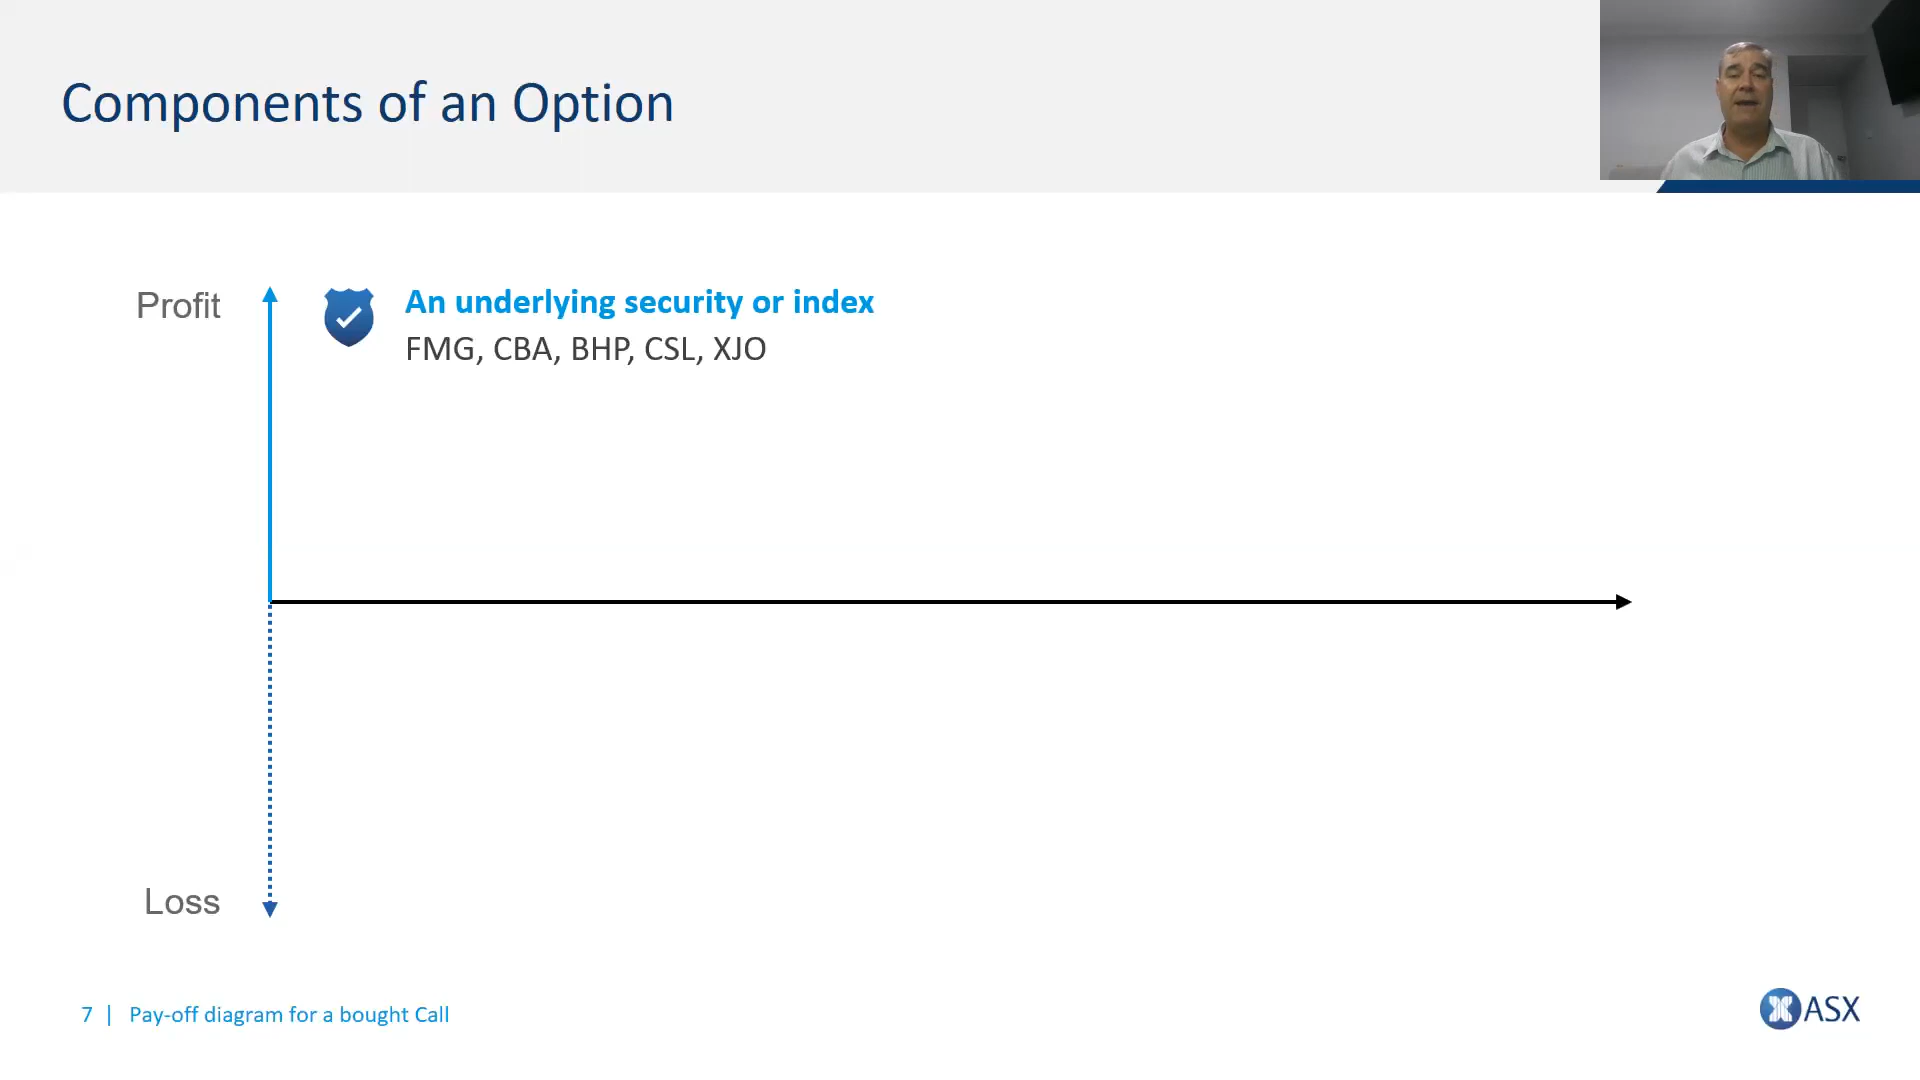 Components of an Option
Profit
An underlying security or index
FMG, CBA, BHP, CSL, XJO
Loss
7 | Pay-off diagram for a bought Call
ASX